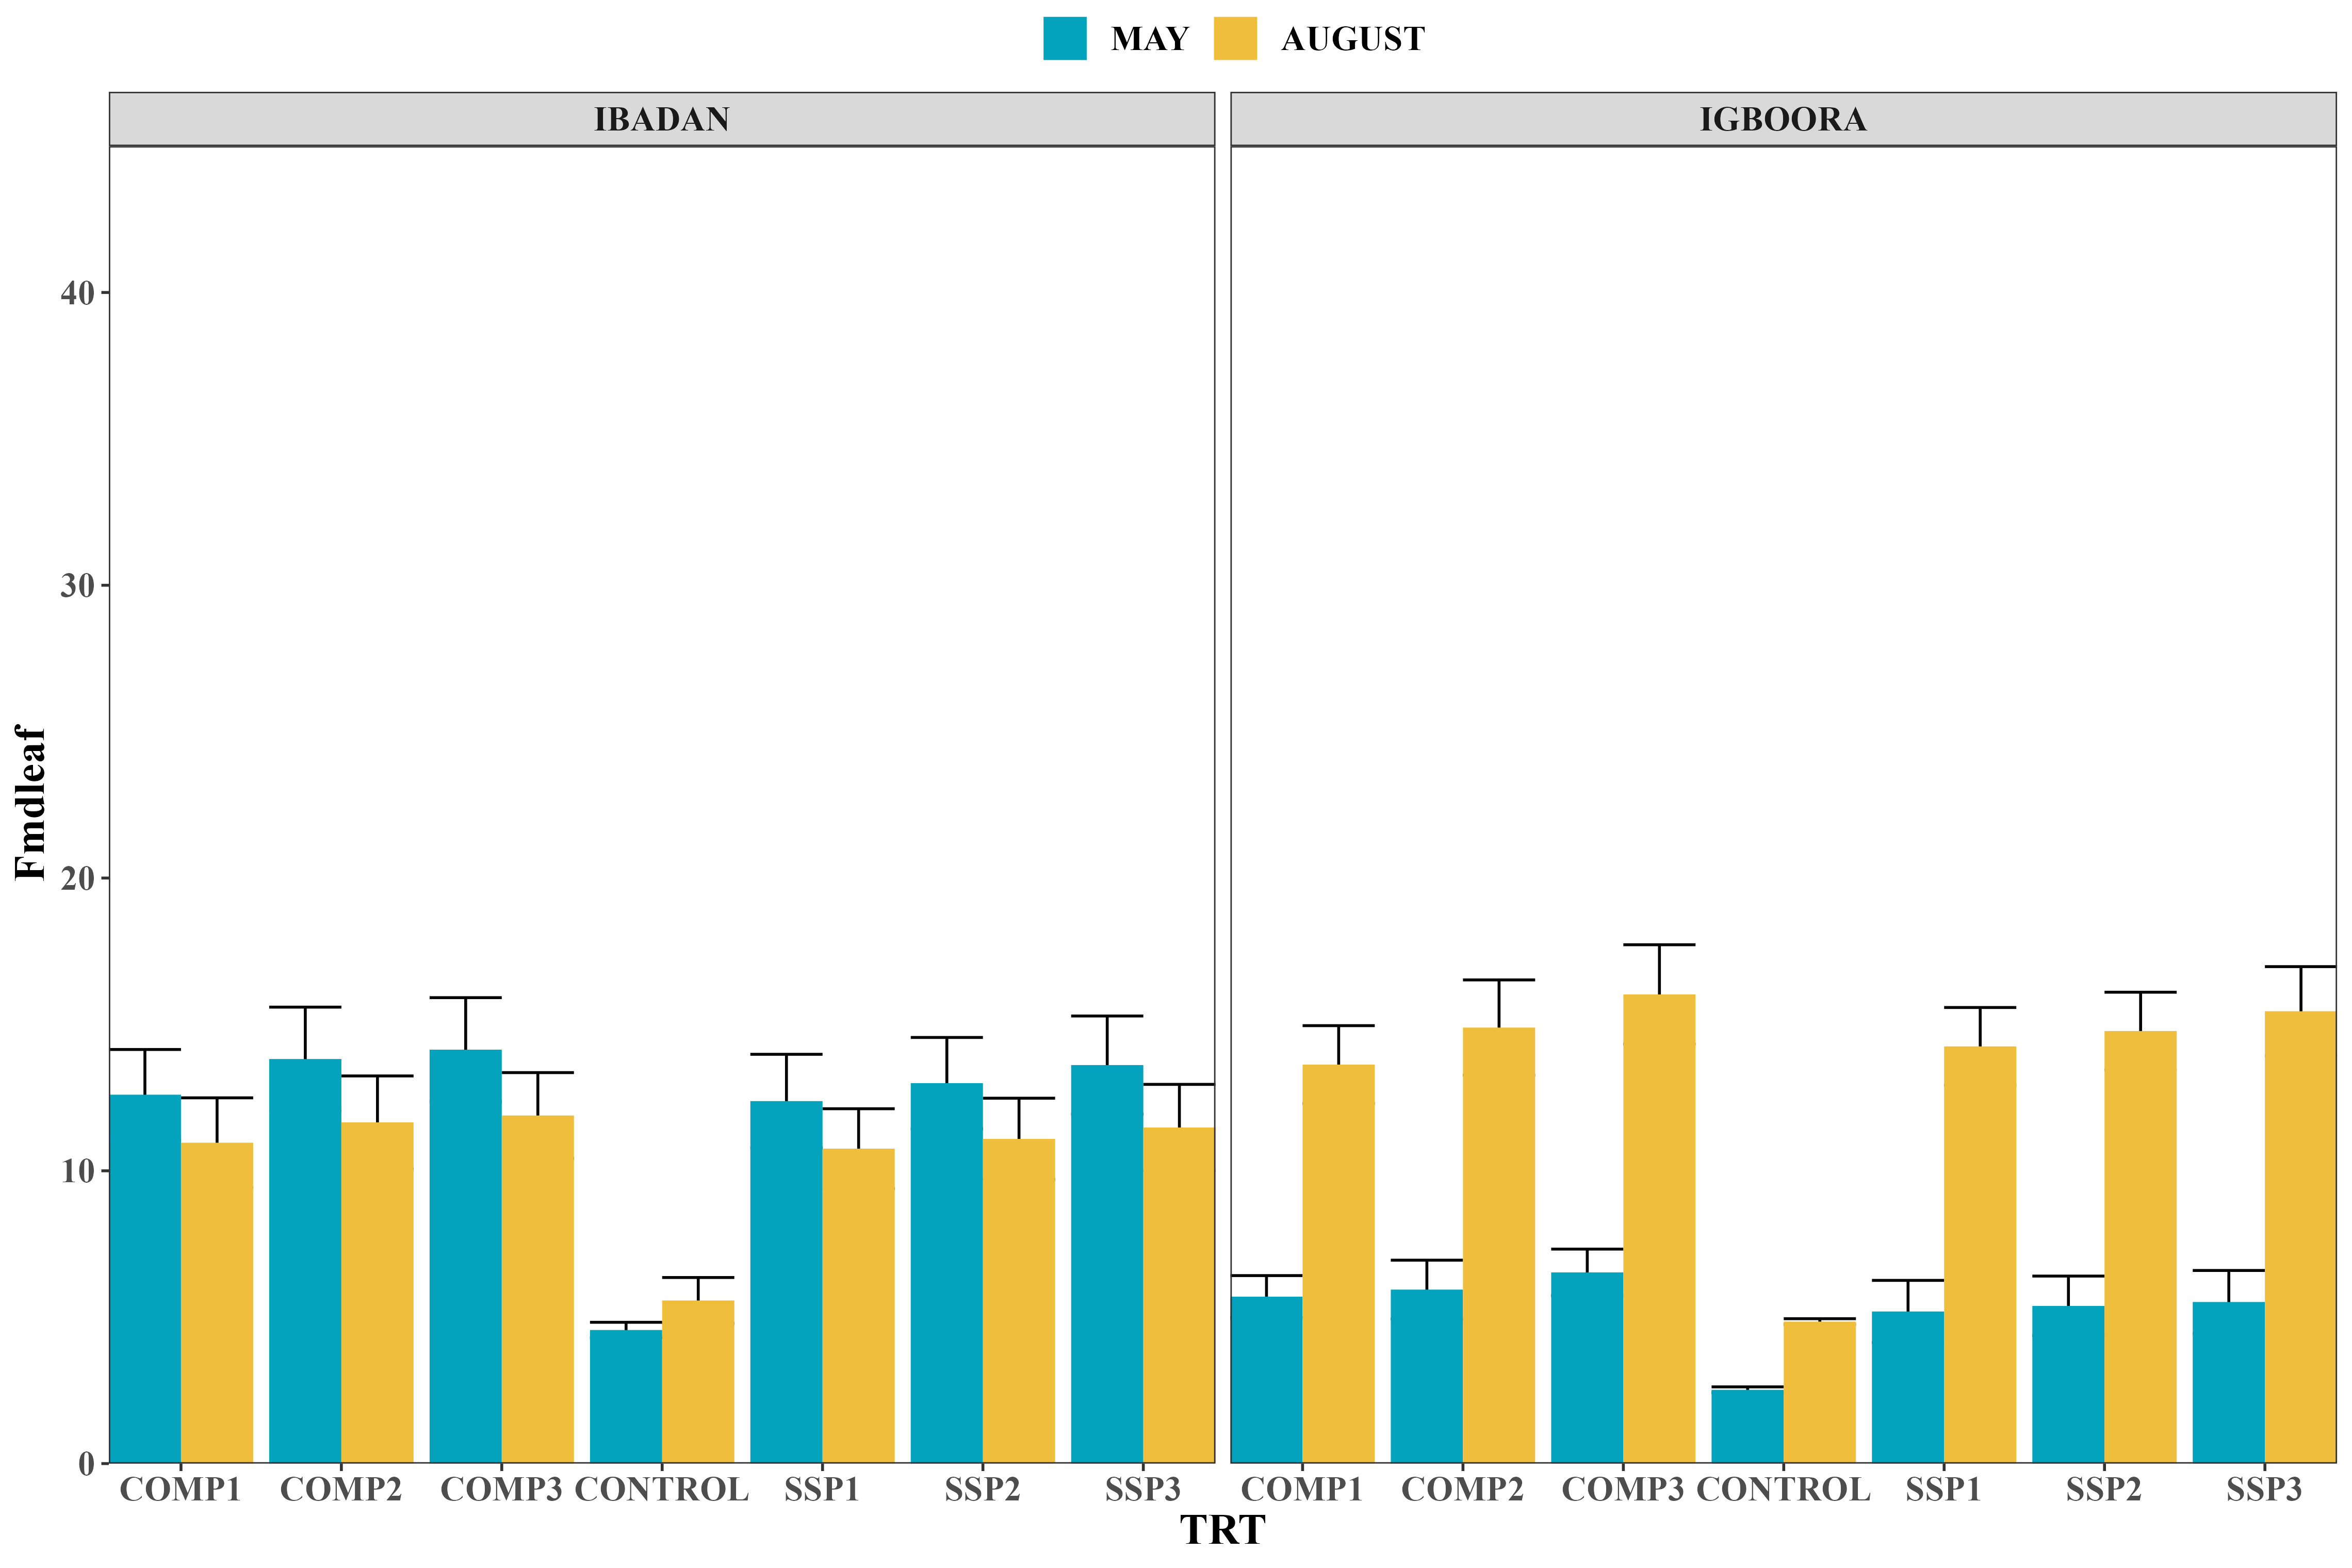 MAY AUGUST
IBADAN IGBOORA
40
30
20
10
0
Fmdleaf
COMP1 COMP2 COMP3 CONTROL SSP1 SSP2 SSP3 COMP1 COMP2 COMP3 CONTROL SSP1 SSP2 SSP3
TRT